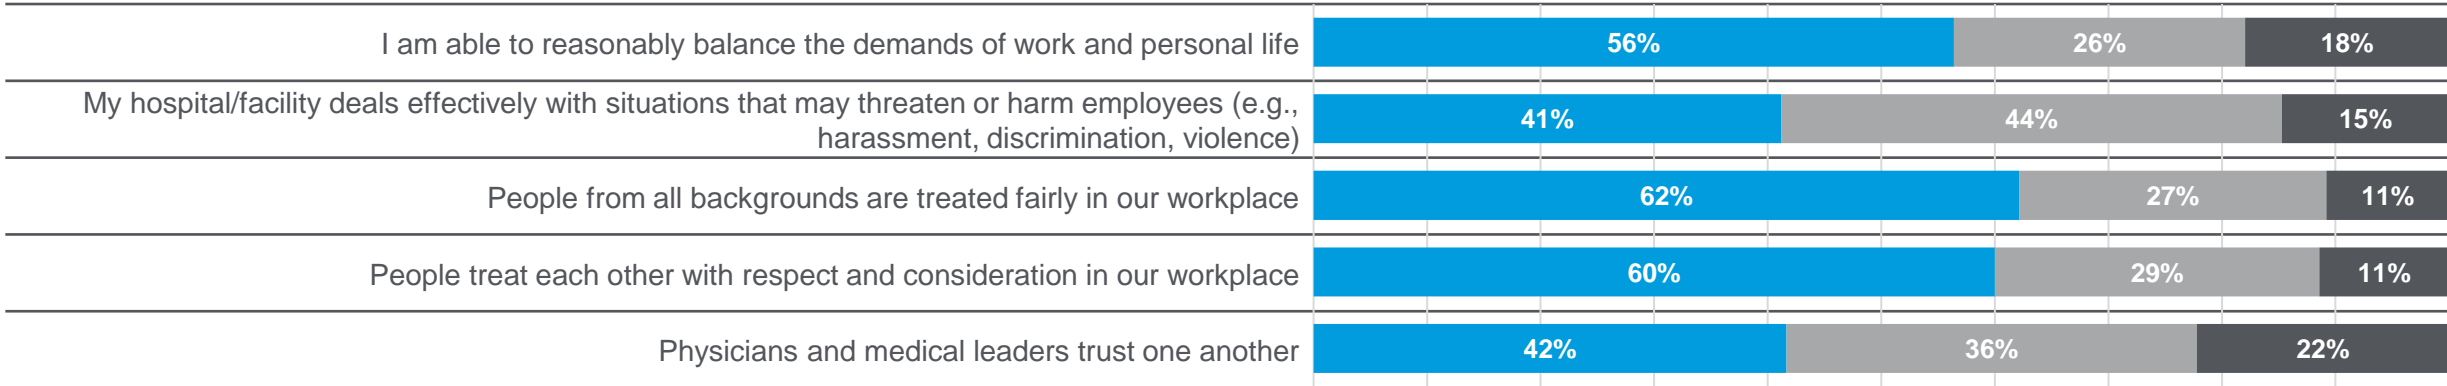 I am able to reasonably balance the demands of work and personal life 56% 26% 18%
My hospital/facility deals effectively with situations that may threaten or harm employees (e.g.,
harassment, discrimination, violence) 41% 44% 15%
People from all backgrounds are treated fairly in our workplace 62% 27% 11%
People treat each other with respect and consideration in our workplace 60% 29% 11%
Physicians and medical leaders trust one another 42% 36% 22%